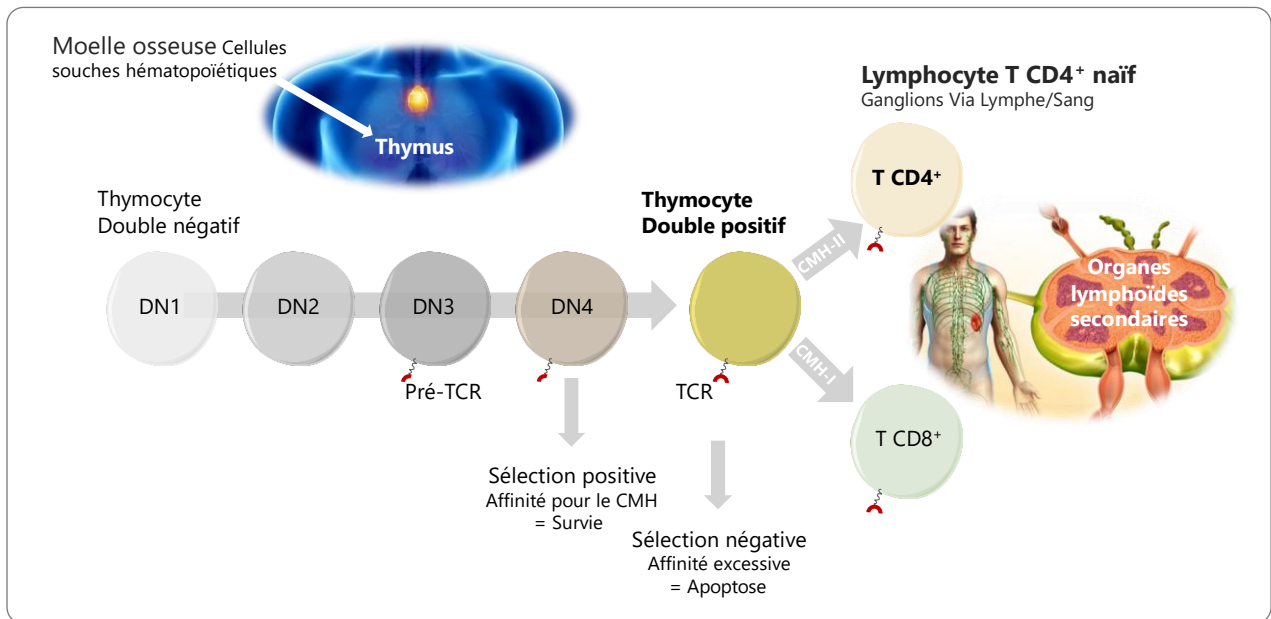 Moelle osseuse Cellules
souches hématopoïétiques
Thymus
Lymphocyte T CD4⁺ naïf
Ganglions Via Lymphe/Sang
T CD4⁺
Thymocyte
Double négatif
Thymocyte
Double positif
CMH-II
Organes
lymphoïdes
secondaires
DN1
DN2
DN3
DN4
CMH-I
Pré-TCR
TCR
T CD8⁺
Sélection positive
Affinité pour le CMH
= Survie
Sélection négative
Affinité excessive
= Apoptose